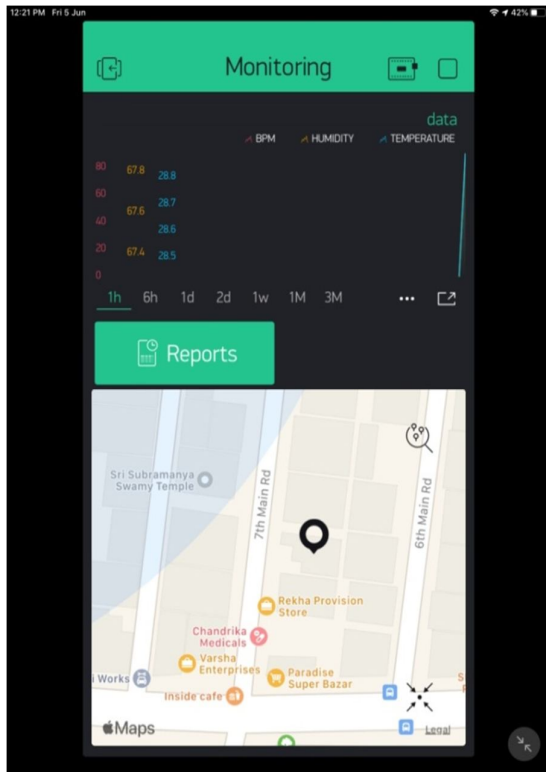 12:21 PM Fri 5 Jun
42%
Monitoring
data
BPM HUMIDITY TEMPERATURE
80 67.8 28.8
60 28.7
67.6
40 28.6
20 67.4 28.5
0
1h 6h 1d 2d 1w 1M 3M
Reports
Sri Subramanya
Swamy Temple
7th Main Rd
6th Main Rd
Rekha Provision
Store
Chandrika
Medicals
Varsha
Enterprises
Paradise
Super Bazar
i Works
Inside cafe
Maps
Legal